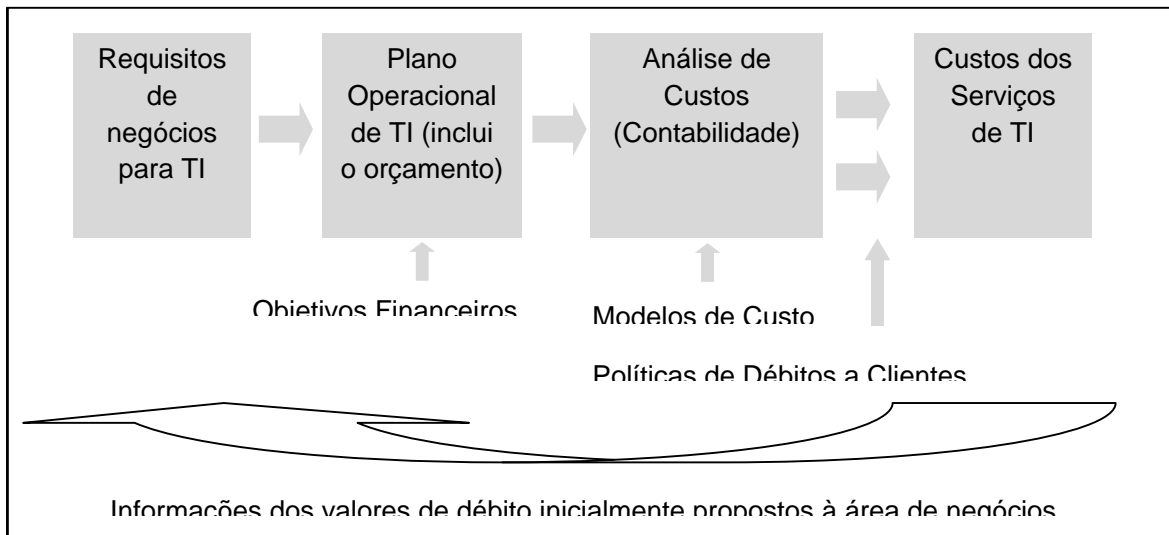 Requisitos
de
negócios
para TI
Plano
Operacional
de TI (inclui
o orçamento)
Análise de
Custos
(Contabilidade)
Custos dos
Serviços
de TI
Objetivos Financeiros
Modelos de Custo
Políticas de Débitos a Clientes
Informações dos valores de débito inicialmente propostos à área de negócios